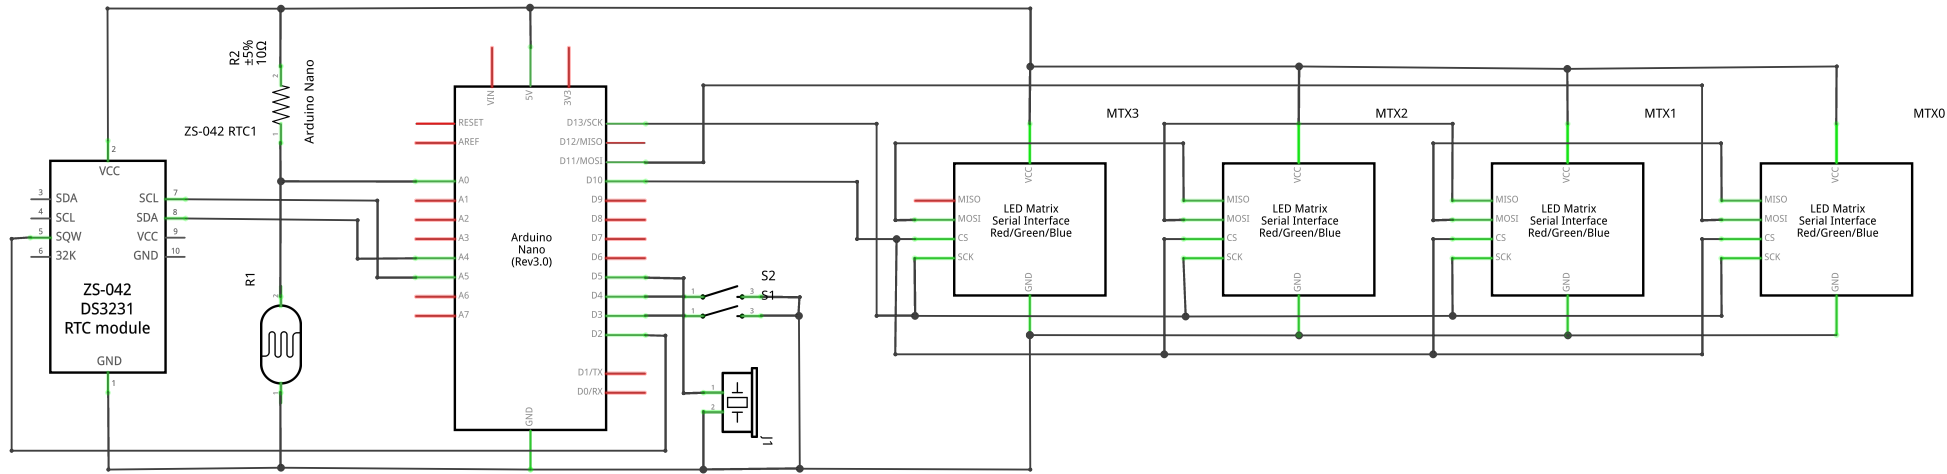 R2
±5%
10Ω
2
1
Arduino Nano
ZS-042 RTC1
2
VCC
3
SDA
4
SCL
5
SQW
6
32K
SCL
7
SDA
8
VCC
9
GND
10
ZS-042
DS3231
RTC module
GND
1
R1
2
1
VIN
5V
3V3
RESET
AREF
A0
A1
A2
A3
A4
A5
A6
A7
D13/SCK
D12/MISO
D11/MOSI
D10
D9
D8
D7
D6
D5
D4
D3
D2
D1/TX
D0/RX
Arduino
Nano
(Rev3.0)
GND
S2
1
3
S1
1
3
1
2
J1
MTX3
VCC
MISO
MOSI
CS
SCK
LED Matrix
Serial Interface
Red/Green/Blue
GND
MTX2
VCC
MISO
MOSI
CS
SCK
LED Matrix
Serial Interface
Red/Green/Blue
GND
MTX1
VCC
MISO
MOSI
CS
SCK
LED Matrix
Serial Interface
Red/Green/Blue
GND
MTX0
VCC
MISO
MOSI
CS
SCK
LED Matrix
Serial Interface
Red/Green/Blue
GND